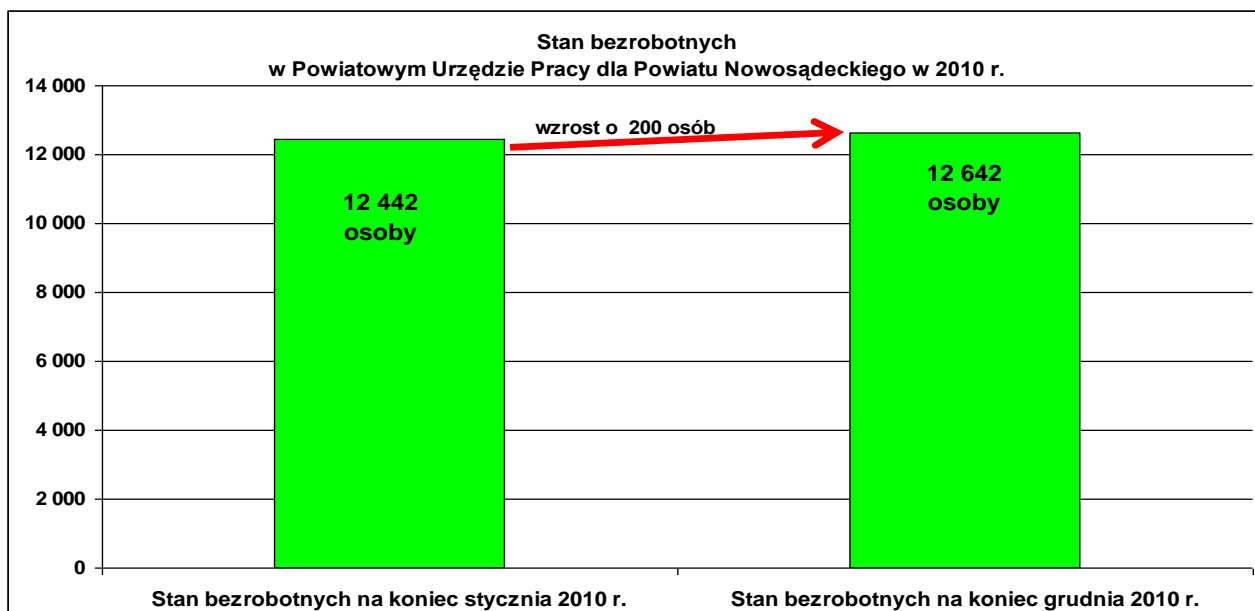 Stan bezrobotnych
w Powiatowym Urzędzie Pracy dla Powiatu Nowosądeckiego w 2010 r.
14 000
wzrost o 200 osób
12 000
12 442
osoby
12 642
osoby
10 000
8 000
6 000
4 000
2 000
0
Stan bezrobotnych na koniec stycznia 2010 r.
Stan bezrobotnych na koniec grudnia 2010 r.